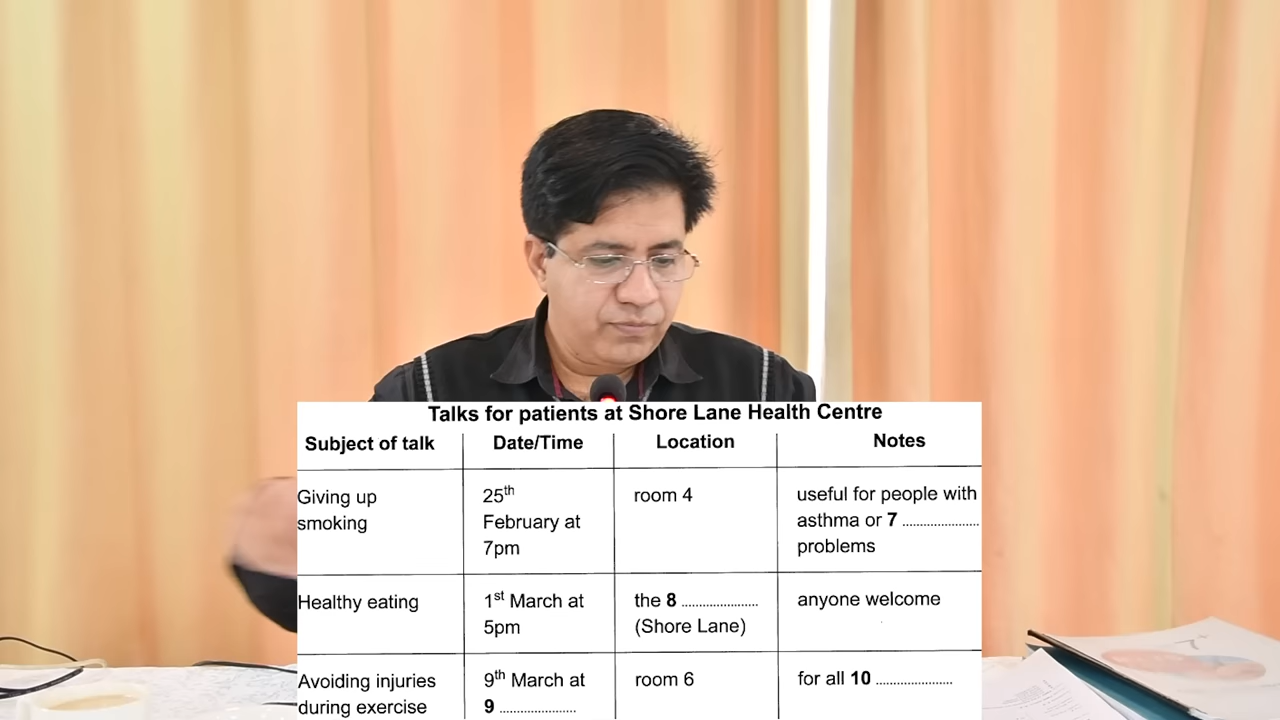 Talks for patients at Shore Lane Health Centre
Subject of talk Date/Time Location Notes
Giving up smoking
25th February at 7pm
room 4
useful for people with
asthma or 7 ........................
problems
Healthy eating
1st March at 5pm
the 8 ........................
(Shore Lane)
anyone welcome
Avoiding injuries
during exercise
9th March at
9 ........................
room 6
for all 10 ........................